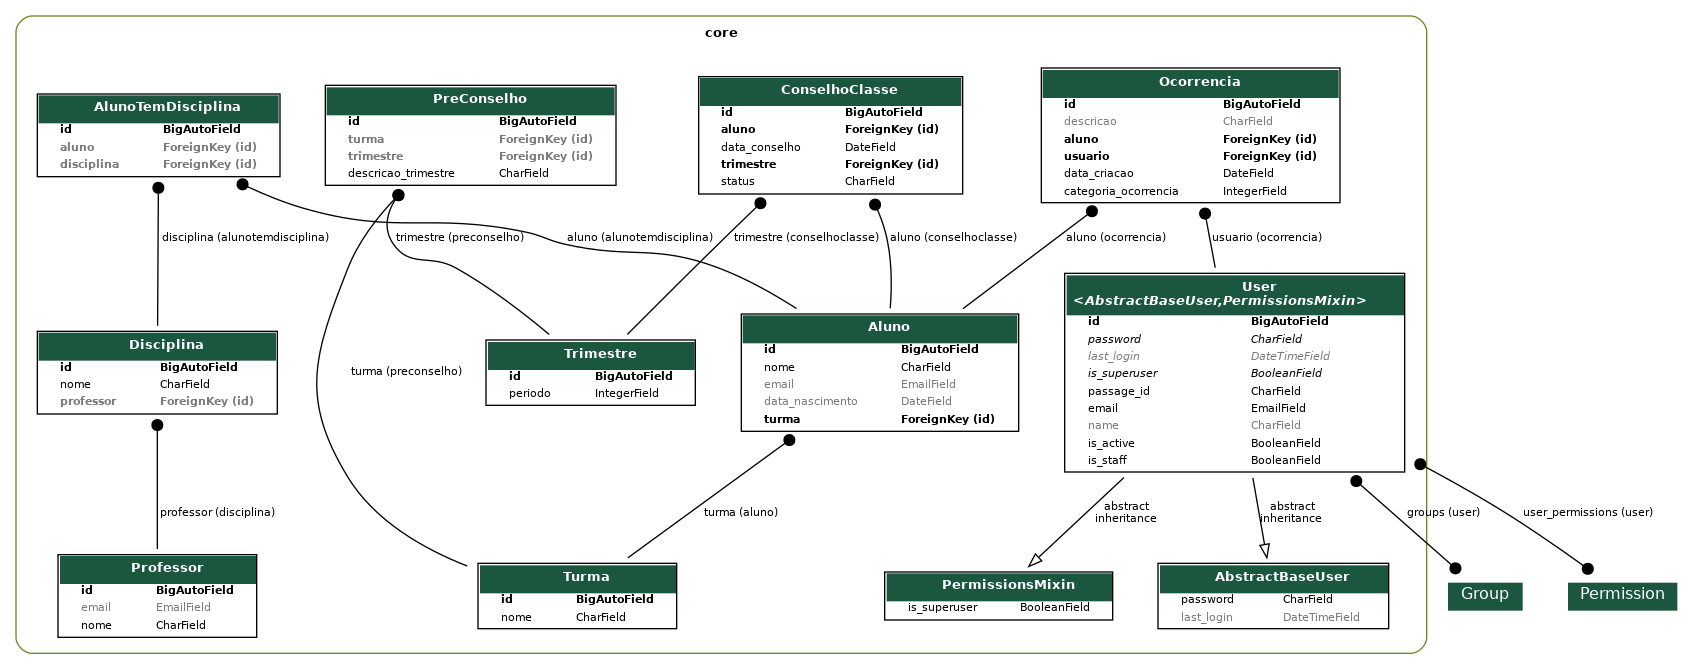 core
AlunoTemDisciplina
id BigAutoField
aluno ForeignKey (id)
disciplina ForeignKey (id)
PreConselho
id BigAutoField
turma ForeignKey (id)
trimestre ForeignKey (id)
descricao_trimestre CharField
ConselhoClasse
id BigAutoField
aluno ForeignKey (id)
data_conselho DateField
trimestre ForeignKey (id)
status CharField
Ocorrencia
id BigAutoField
descricao CharField
aluno ForeignKey (id)
usuario ForeignKey (id)
data_criacao DateField
categoria_ocorrencia IntegerField
disciplina (alunotemdisciplina)
trimestre (preconselho)
aluno (alunotemdisciplina)
trimestre (conselhoclasse)
aluno (conselhoclasse)
aluno (ocorrencia)
usuario (ocorrencia)
Disciplina
id BigAutoField
nome CharField
professor ForeignKey (id)
turma (preconselho)
Trimestre
id BigAutoField
periodo IntegerField
Aluno
id BigAutoField
nome CharField
email EmailField
data_nascimento DateField
turma ForeignKey (id)
User
<AbstractBaseUser,PermissionsMixin>
id BigAutoField
password CharField
last_login DateTimeField
is_superuser BooleanField
passage_id CharField
email EmailField
name CharField
is_active BooleanField
is_staff BooleanField
professor (disciplina)
turma (aluno)
abstract
inheritance
abstract
inheritance
groups (user)
user_permissions (user)
Professor
id BigAutoField
email EmailField
nome CharField
Turma
id BigAutoField
nome CharField
PermissionsMixin
is_superuser BooleanField
AbstractBaseUser
password CharField
last_login DateTimeField
Group
Permission